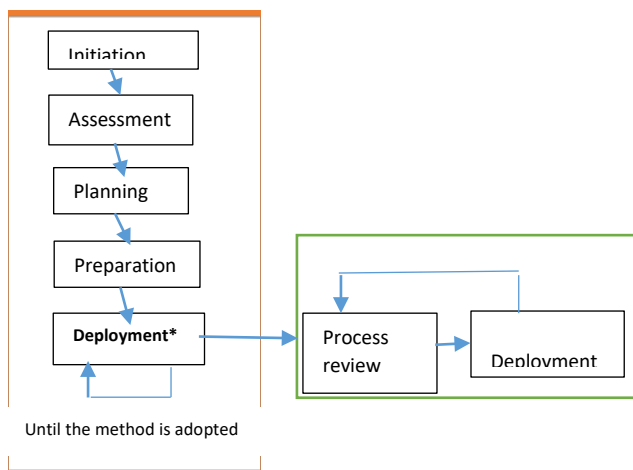 Initiation
Assessment
Planning
Preparation
Deployment*
Until the method is adopted
Process
review
Deployment